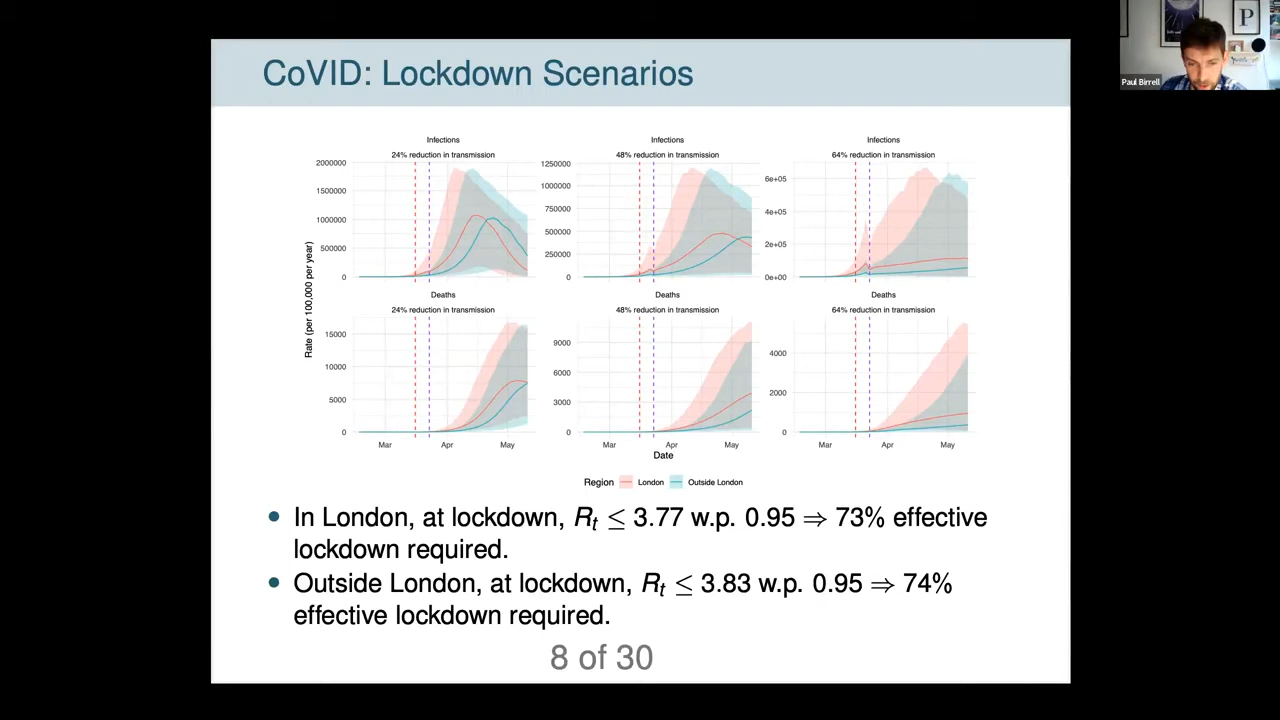 CoVID: Lockdown Scenarios
P
Paul Birrell
Infections
24% reduction in transmission
Infections
48% reduction in transmission
Infections
64% reduction in transmission
2000000
1500000
1000000
500000
0
1250000
1000000
750000
500000
250000
0
6e+05
4e+05
2e+05
0e+00
Rate (per 100,000 per year)
Deaths
24% reduction in transmission
Deaths
48% reduction in transmission
Deaths
64% reduction in transmission
15000
10000
5000
0
9000
6000
3000
0
4000
2000
0
Mar Apr May
Mar Apr May
Mar Apr May
Date
Region London Outside London
• In London, at lockdown, Rt ≤ 3.77 w.p. 0.95 ⇒ 73% effective
lockdown required.
• Outside London, at lockdown, Rt ≤ 3.83 w.p. 0.95 ⇒ 74%
effective lockdown required.
8 of 30